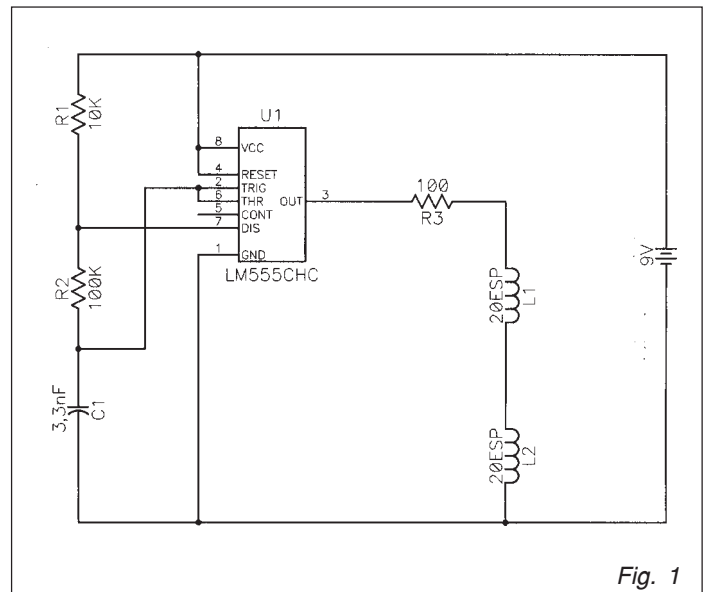 R1
10K
U1
8
VCC
4
RESET
2
TRIG
6
THR
OUT
3
5
CONT
7
DIS
1
GND
LM555CHC
100
R3
R2
100K
20ESP
L1
9V
3,3nF
C1
20ESP
L2
Fig. 1